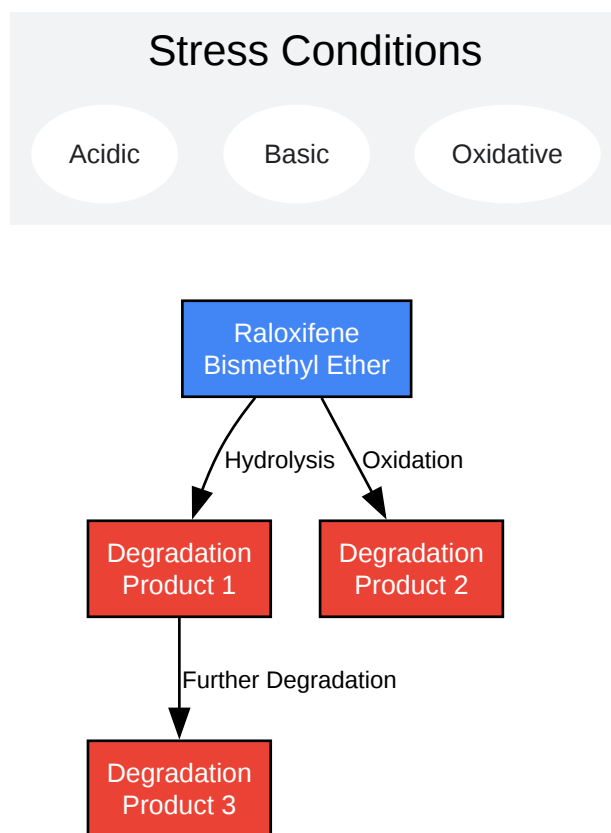 Stress Conditions
Acidic
Basic
Oxidative
Raloxifene
Bismethyl Ether
Hydrolysis
Oxidation
Degradation
Product 1
Degradation
Product 2
Further Degradation
Degradation
Product 3